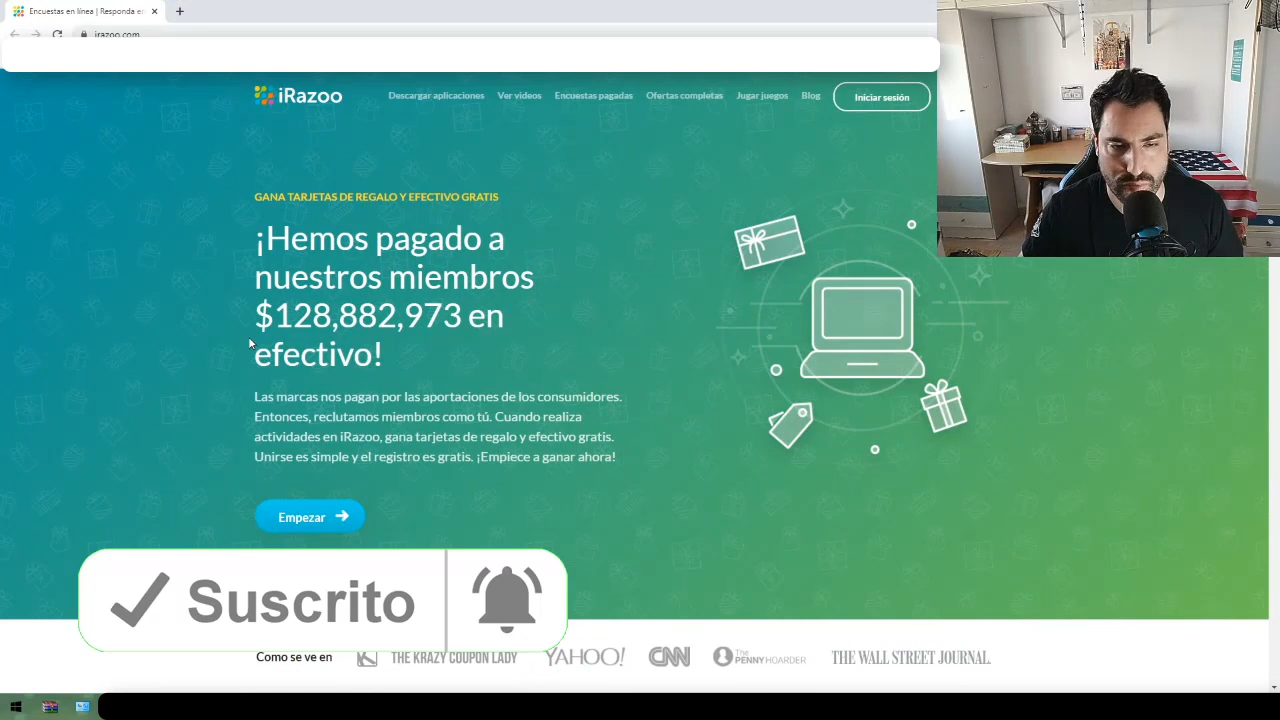 Encuestas en línea | Responda en
irazoo.com
iRazoo
Descargar aplicaciones
Ver videos
Encuestas pagadas
Ofertas completas
Jugar juegos
Blog
Iniciar sesión
GANA TARJETAS DE REGALO Y EFECTIVO GRATIS
¡Hemos pagado a
nuestros miembros
$128,882,973 en
efectivo!
Las marcas nos pagan por las aportaciones de los consumidores.
Entonces, reclutamos miembros como tú. Cuando realiza
actividades en iRazoo, gana tarjetas de regalo y efectivo gratis.
Unirse es simple y el registro es gratis. ¡Empiece a ganar ahora!
Empezar
Suscrito
Como se ve en
THE KRAZY COUPON LADY
YAHOO!
CNN
The
PENNYHOARDER
THE WALL STREET JOURNAL.